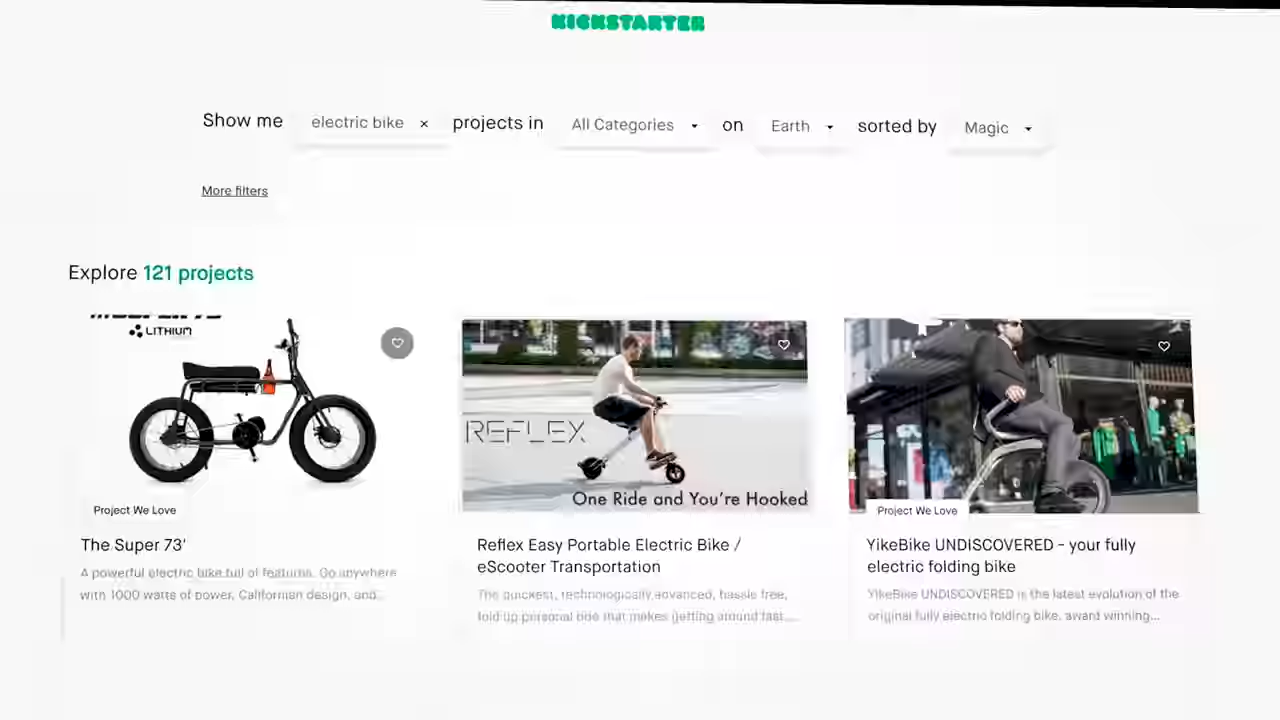 KICKSTARTER
Show me electric bike × projects in All Categories on Earth sorted by Magic
More filters
Explore 121 projects
LITHIUM
REFLEX
One Ride and You're Hooked
Project We Love
Project We Love
The Super 73'
Reflex Easy Portable Electric Bike /
eScooter Transportation
YikeBike UNDISCOVERED - your fully
electric folding bike
A powerful electric bike full of features. Go anywhere
with 1000 watts of power, Californian design, and...
The quickest, technologically advanced, hassle free,
fold up personal ride that makes getting around fast...
YikeBike UNDISCOVERED is the latest evolution of the
original fully electric folding bike, award winning...